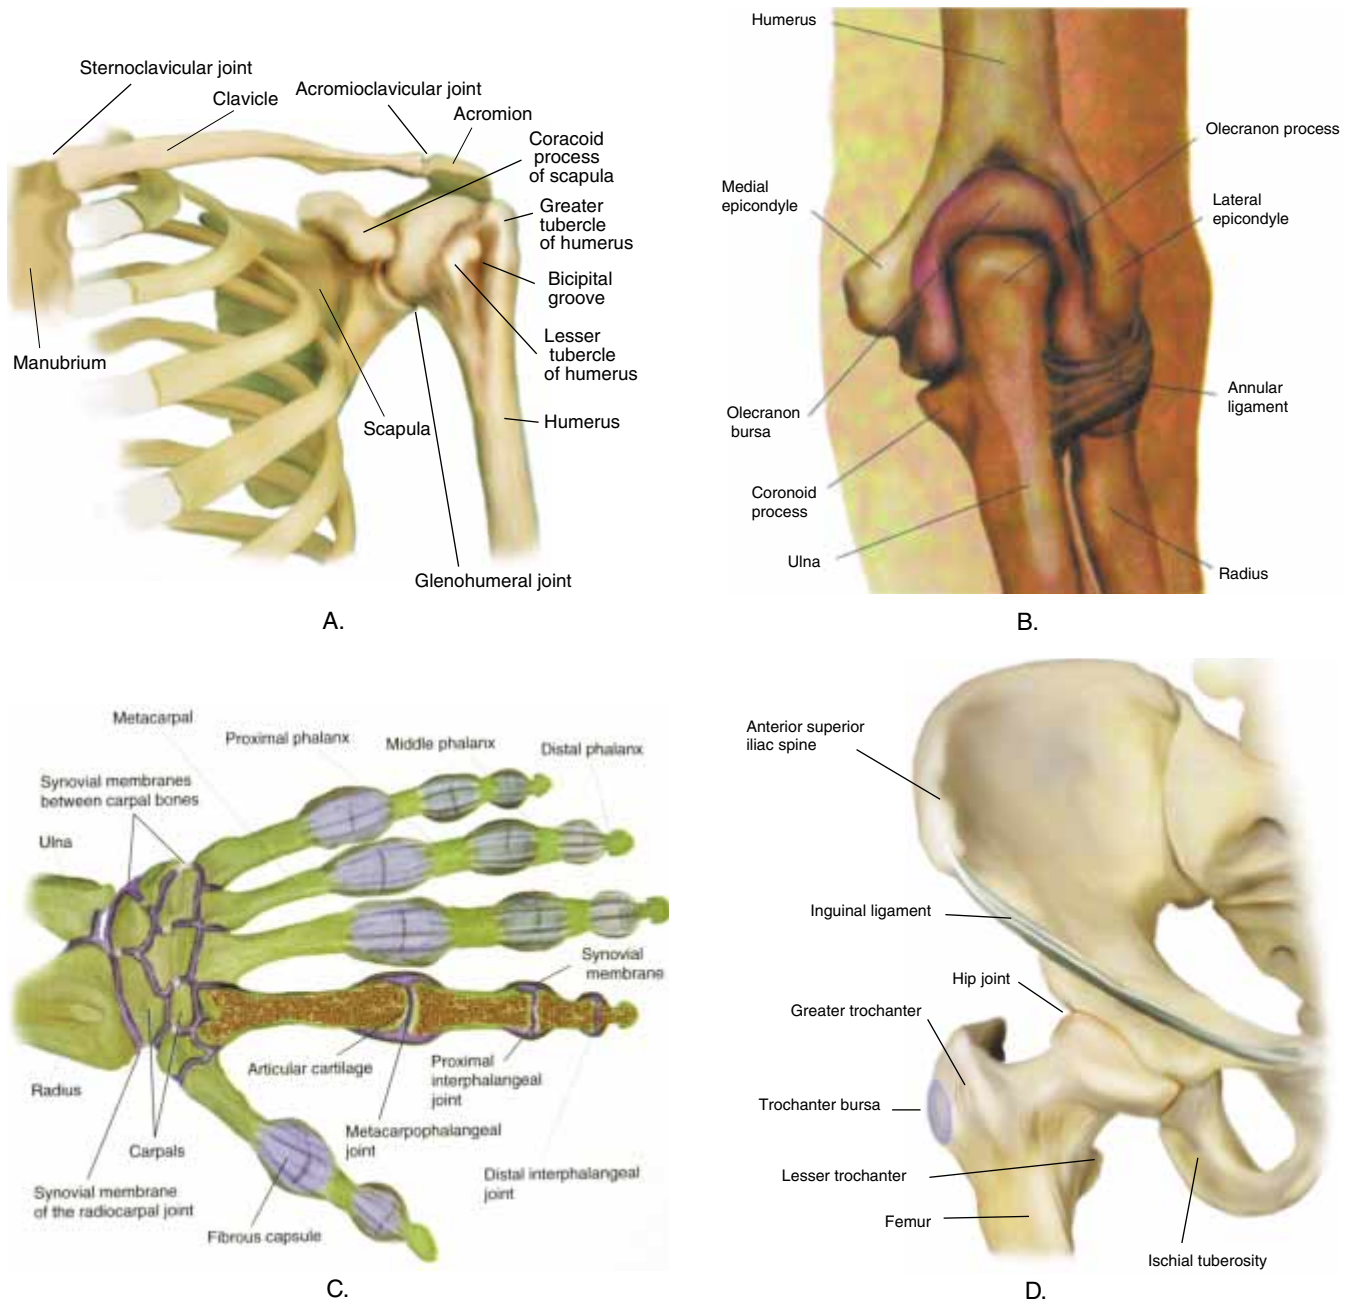 Sternoclavicular joint
Clavicle
Acromioclavicular joint
Acromion
Coracoid
process
of scapula
Greater
tubercle
of humerus
Bicipital
groove
Lesser
tubercle
of humerus
Manubrium
Scapula
Humerus
Glenohumeral joint
A.
Humerus
Olecranon process
Medial
epicondyle
Lateral
epicondyle
Olecranon
bursa
Annular
ligament
Coronoid
process
Ulna
Radius
B.
Metacarpal
Proximal phalanx
Middle phalanx
Distal phalanx
Synovial membranes
between carpal bones
Ulna
Synovial
membrane
Radius
Articular cartilage
Proximal
interphalangeal
joint
Carpals
Metacarpophalangeal
joint
Distal interphalangeal
joint
Synovial membrane
of the radiocarpal joint
Fibrous capsule
C.
Anterior superior
iliac spine
Inguinal ligament
Hip joint
Greater trochanter
Trochanter bursa
Lesser trochanter
Femur
Ischial tuberosity
D.